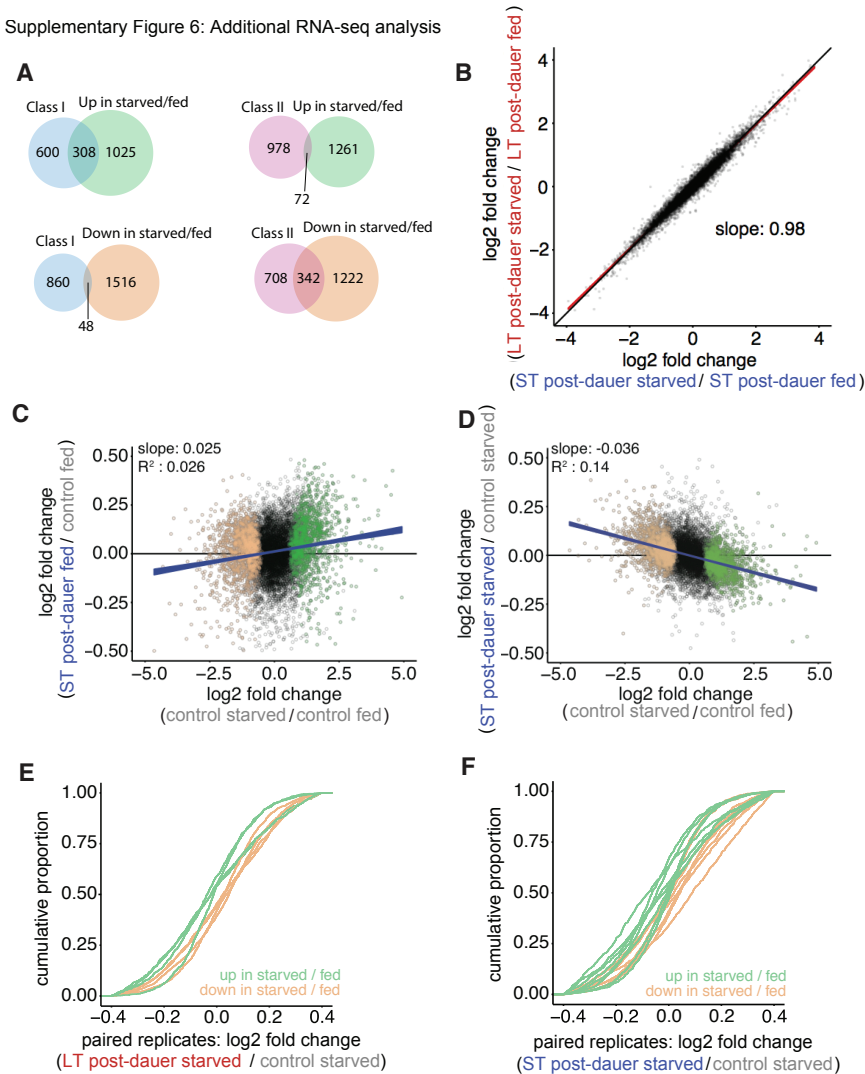 Supplementary Figure 6: Additional RNA-seq analysis
A
Class I
Up in starved/fed
600
308
1025
Class II
Up in starved/fed
978
1261
72
Class I
Down in starved/fed
860
1516
48
Class II
Down in starved/fed
708
342
1222
B
log2 fold change
(LT post-dauer starved / LT post-dauer fed)
4
2
0
−2
−4
slope: 0.98
−4
−2
0
2
4
log2 fold change
(ST post-dauer starved / ST post-dauer fed)
C
log2 fold change
(ST post-dauer fed / control fed)
slope: 0.025
R² : 0.026
0.50
0.25
0.00
−0.25
−0.50
−5.0
−2.5
0.0
2.5
5.0
log2 fold change
(control starved / control fed)
D
log2 fold change
(ST post-dauer starved / control starved)
slope: -0.036
R² : 0.14
0.50
0.25
0.00
−0.25
−0.50
−5.0
−2.5
0.0
2.5
5.0
log2 fold change
(control starved / control fed)
E
cumulative proportion
1.00
0.75
0.50
0.25
0.00
up in starved / fed
down in starved / fed
−0.4
−0.2
0.0
0.2
0.4
paired replicates: log2 fold change
(LT post-dauer starved / control starved)
F
cumulative proportion
1.00
0.75
0.50
0.25
0.00
up in starved / fed
down in starved / fed
−0.4
−0.2
0.0
0.2
0.4
paired replicates: log2 fold change
(ST post-dauer starved / control starved)